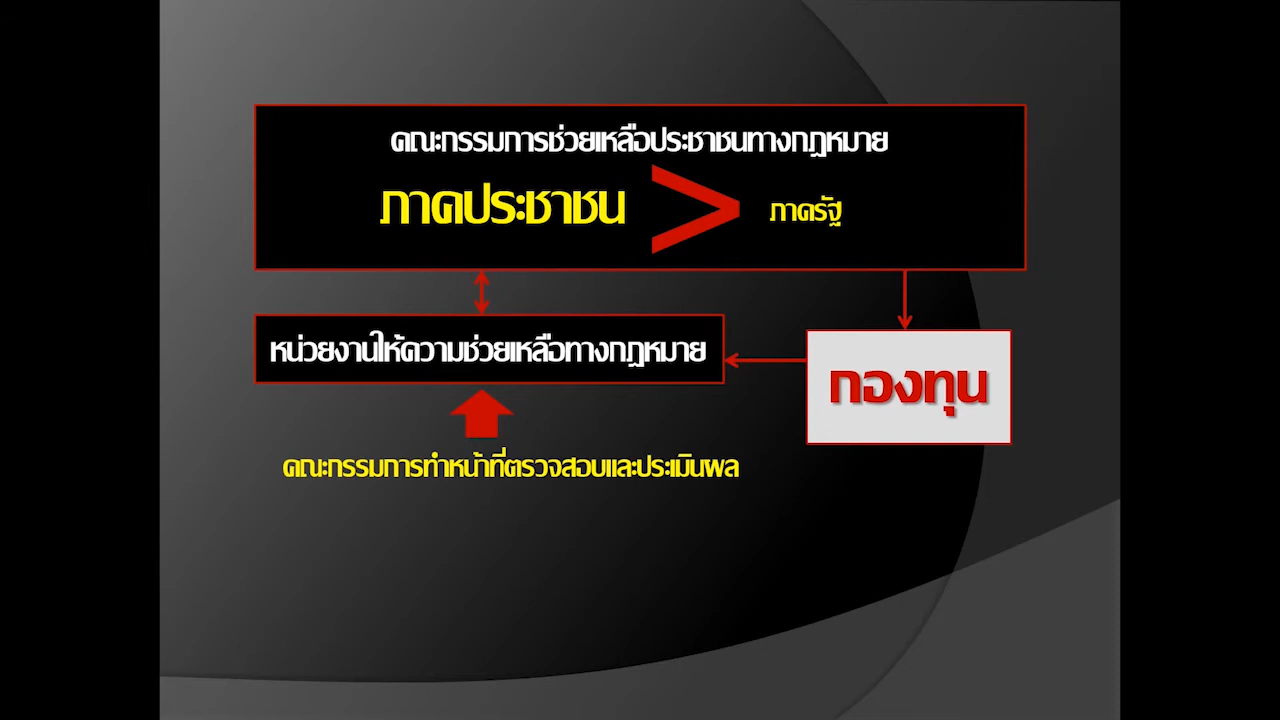 คณะกรรมการช่วยเหลือประชาชนทางกฎหมาย
ภาคประชาชน > ภาครัฐ
หน่วยงานให้ความช่วยเหลือทางกฎหมาย
กองทุน
คณะกรรมการทำหน้าที่ตรวจสอบและประเมินผล